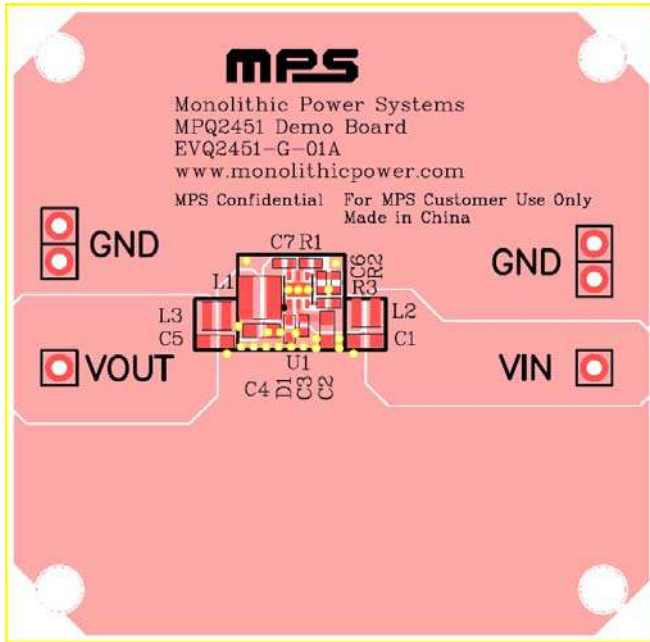 MPS
Monolithic Power Systems
MPQ2451 Demo Board
EVQ2451-G-01A
www.monolithicpower.com
MPS Confidential For MPS Customer Use Only
Made in China
GND
C7 R1
C6
R2
GND
L1
R3
L3
L2
C5
C1
U1
VOUT
VIN
C4
D1
C3
C2